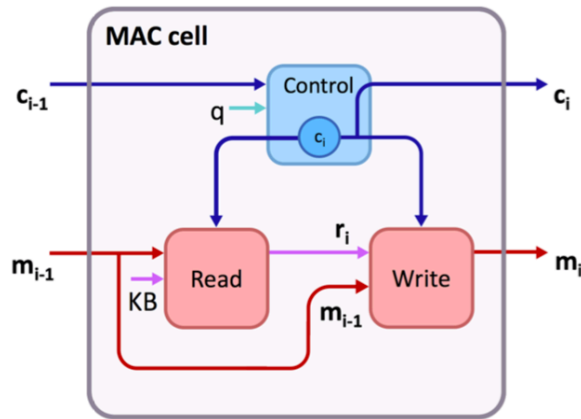 MAC cell
Control
c_{i-1}
c_i
q
c_i
r_i
m_{i-1}
Read
Write
m_i
KB
m_{i-1}